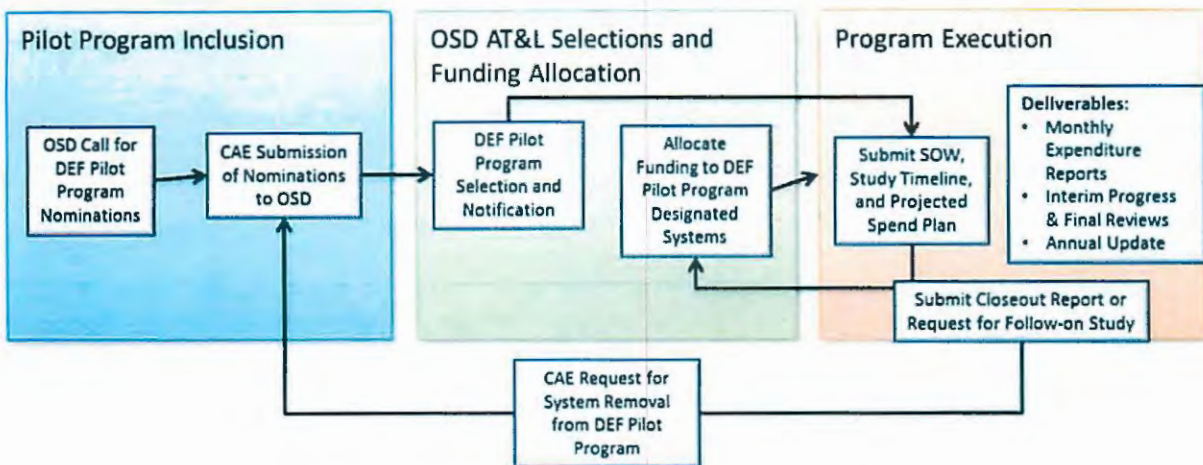 Pilot Program Inclusion
OSD Call for
DEF Pilot
Program
Nominations
CAE Submission
of Nominations
to OSD
OSD AT&L Selections and
Funding Allocation
DEF Pilot
Program
Selection and
Notification
Allocate
Funding to DEF
Pilot Program
Designated
Systems
Program Execution
Submit SOW,
Study Timeline,
and Projected
Spend Plan
Deliverables:
• Monthly
Expenditure
Reports
• Interim Progress
& Final Reviews
• Annual Update
Submit Closeout Report or
Request for Follow-on Study
CAE Request for
System Removal
from DEF Pilot
Program